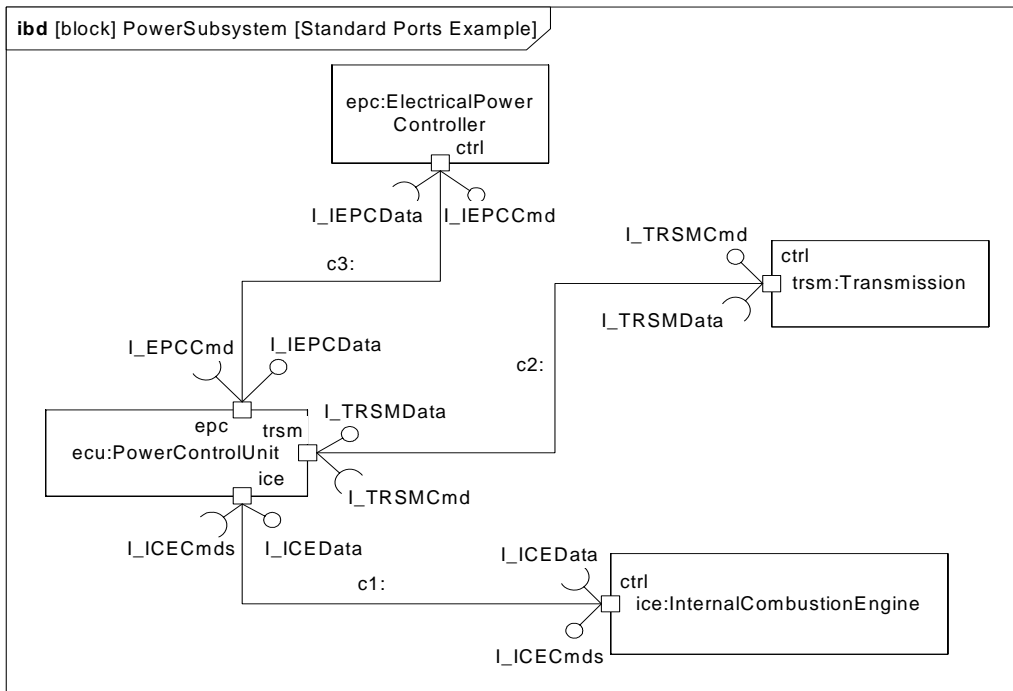 ibd [block] PowerSubsystem [Standard Ports Example]
epc:ElectricalPower
Controller
ctrl
I_IEPCData I_IEPCCmd
I_TRSMCmd
ctrl
trsm:Transmission
c3:
I_TRSMData
I_EPCCmd I_IEPCData
c2:
I_TRSMData
epc trsm
ecu:PowerControlUnit
ice
I_TRSMCmd
I_ICECmds I_ICEData
I_ICEData
c1:
ctrl
ice:InternalCombustionEngine
I_ICECmds